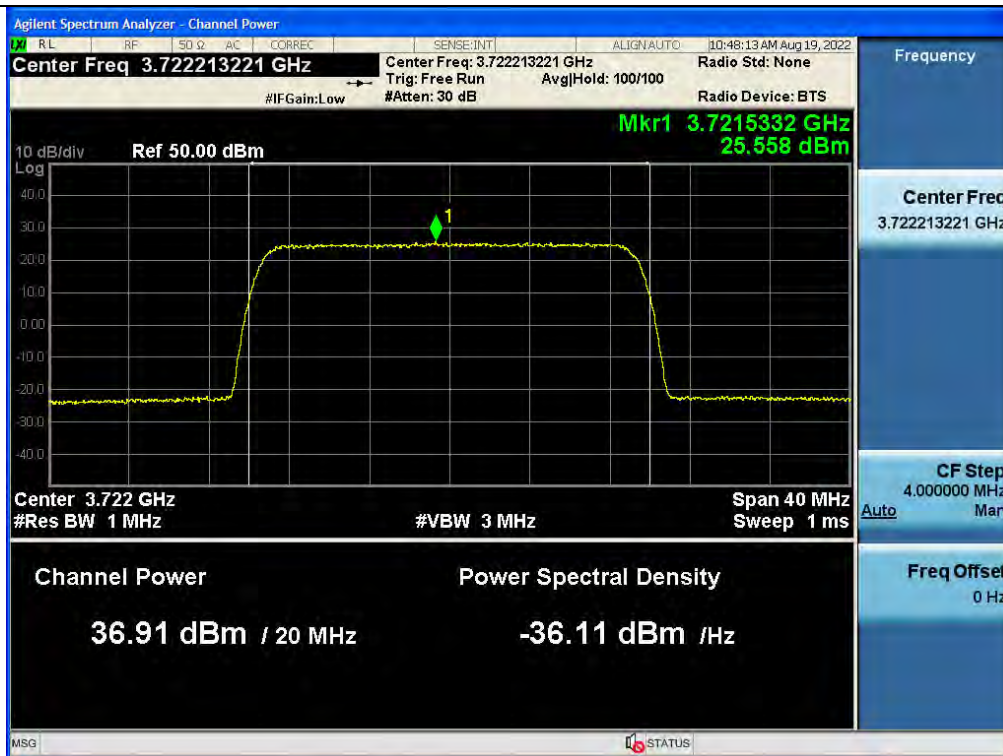 Agilent Spectrum Analyzer - Channel Power
LXI RL RF 50 Ω AC CORREC SENSE:INT ALIGNAUTO 10:48:13 AM Aug 19, 2022
Center Freq 3.722213221 GHz
Center Freq: 3.722213221 GHz
Radio Std: None
Trig: Free Run Avg|Hold: 100/100
#IFGain:Low #Atten: 30 dB Radio Device: BTS
Mkr1 3.7215332 GHz
25.558 dBm
10 dB/div Ref 50.00 dBm
Log
40.0
30.0
20.0
10.0
0.00
-10.0
-20.0
-30.0
-40.0
1
Center 3.722 GHz Span 40 MHz
#Res BW 1 MHz #VBW 3 MHz Sweep 1 ms
Channel Power Power Spectral Density
36.91 dBm / 20 MHz -36.11 dBm /Hz
MSG STATUS
Frequency
Center Freq
3.722213221 GHz
CF Step
4.000000 MHz
Auto Man
Freq Offset
0 Hz